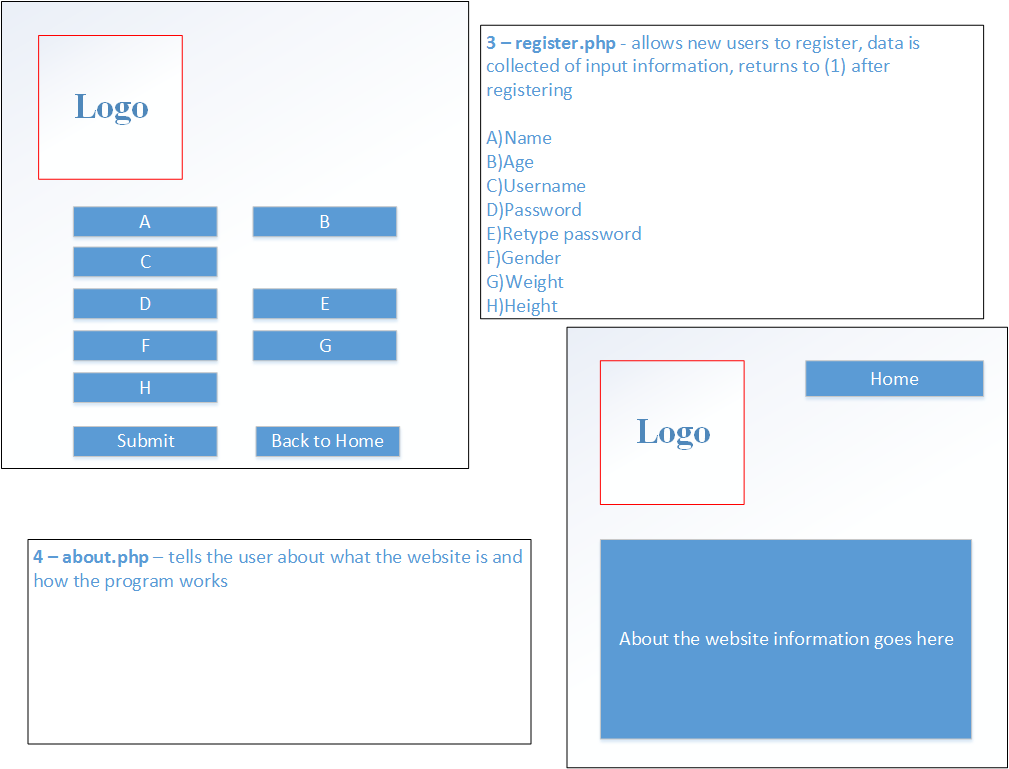 Logo
A
B
C
D
E
F
G
H
Submit
Back to Home
3 – register.php - allows new users to register, data is
collected of input information, returns to (1) after
registering
A)Name
B)Age
C)Username
D)Password
E)Retype password
F)Gender
G)Weight
H)Height
4 – about.php – tells the user about what the website is and
how the program works
Logo
Home
About the website information goes here